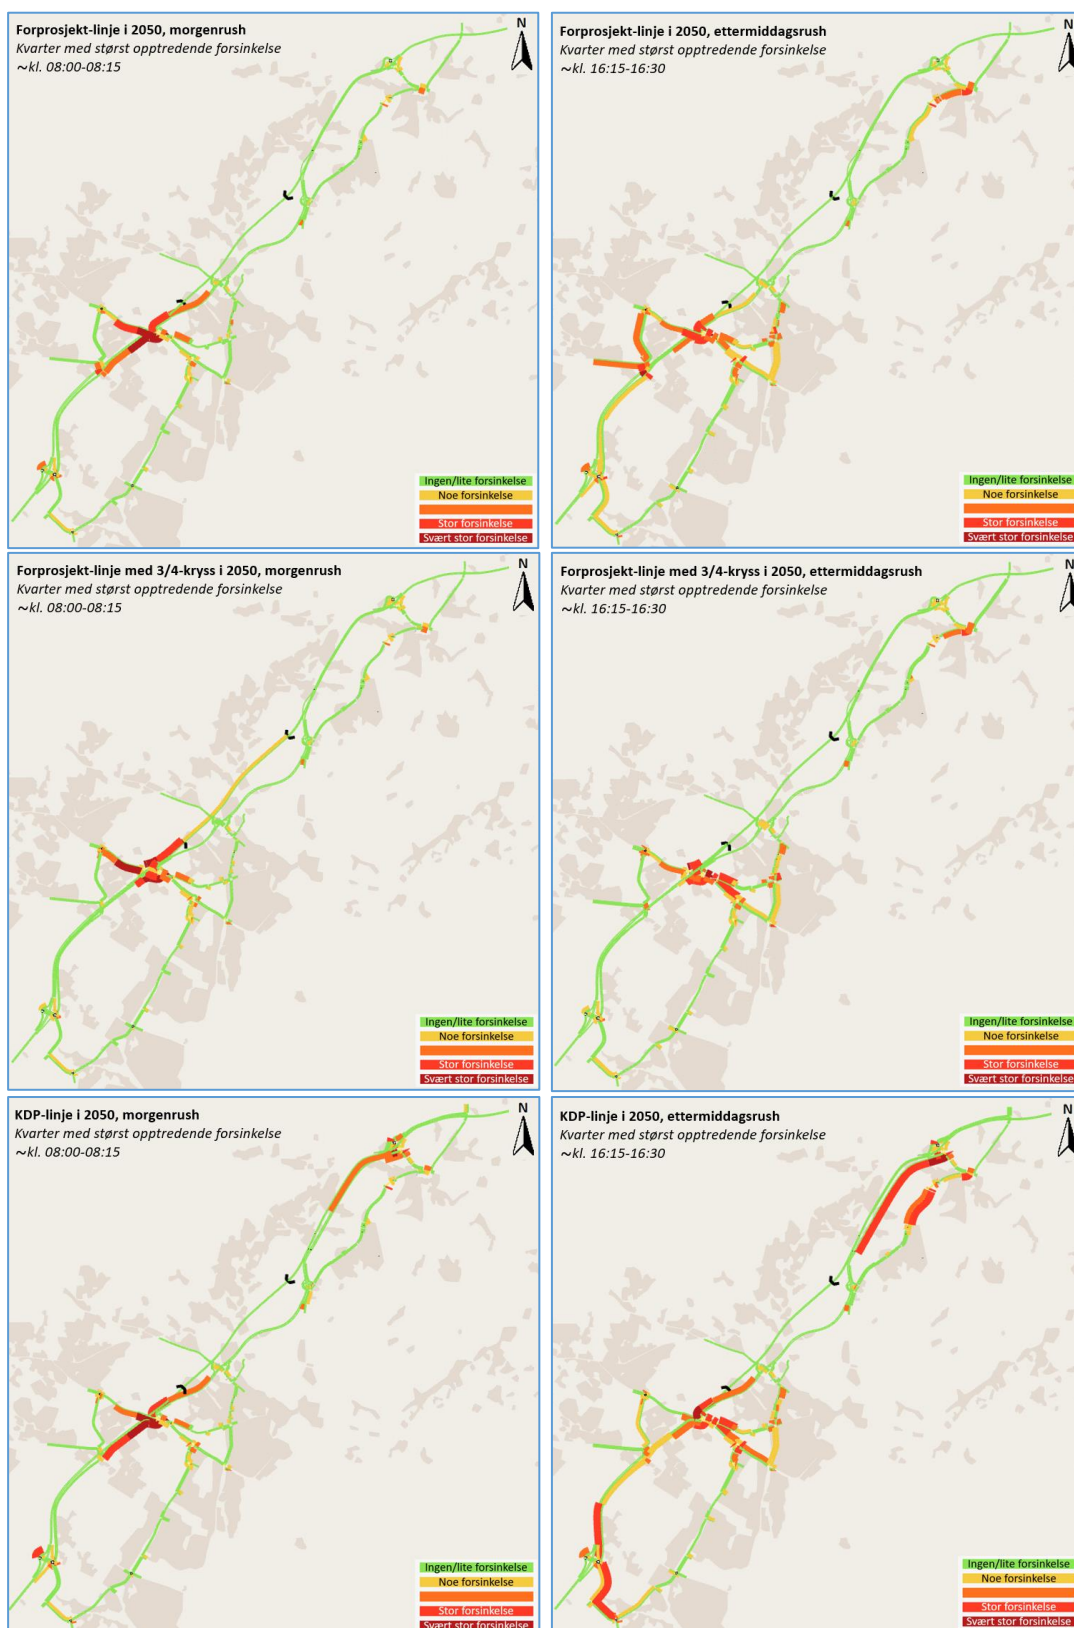 Forprosjekt-linje i 2050, morgenrush
Kvarter med størst opptredende forsinkelse
~kl. 08:00-08:15
N
Ingen/lite forsinkelse
Noe forsinkelse
Stor forsinkelse
Svært stor forsinkelse
Forprosjekt-linje i 2050, ettermiddagsrush
Kvarter med størst opptredende forsinkelse
~kl. 16:15-16:30
N
Ingen/lite forsinkelse
Noe forsinkelse
Stor forsinkelse
Svært stor forsinkelse
Forprosjekt-linje med 3/4-kryss i 2050, morgenrush
Kvarter med størst opptredende forsinkelse
~kl. 08:00-08:15
N
Ingen/lite forsinkelse
Noe forsinkelse
Stor forsinkelse
Svært stor forsinkelse
Forprosjekt-linje med 3/4-kryss i 2050, ettermiddagsrush
Kvarter med størst opptredende forsinkelse
~kl. 16:15-16:30
N
Ingen/lite forsinkelse
Noe forsinkelse
Stor forsinkelse
Svært stor forsinkelse
KDP-linje i 2050, morgenrush
Kvarter med størst opptredende forsinkelse
~kl. 08:00-08:15
N
Ingen/lite forsinkelse
Noe forsinkelse
Stor forsinkelse
Svært stor forsinkelse
KDP-linje i 2050, ettermiddagsrush
Kvarter med størst opptredende forsinkelse
~kl. 16:15-16:30
N
Ingen/lite forsinkelse
Noe forsinkelse
Stor forsinkelse
Svært stor forsinkelse